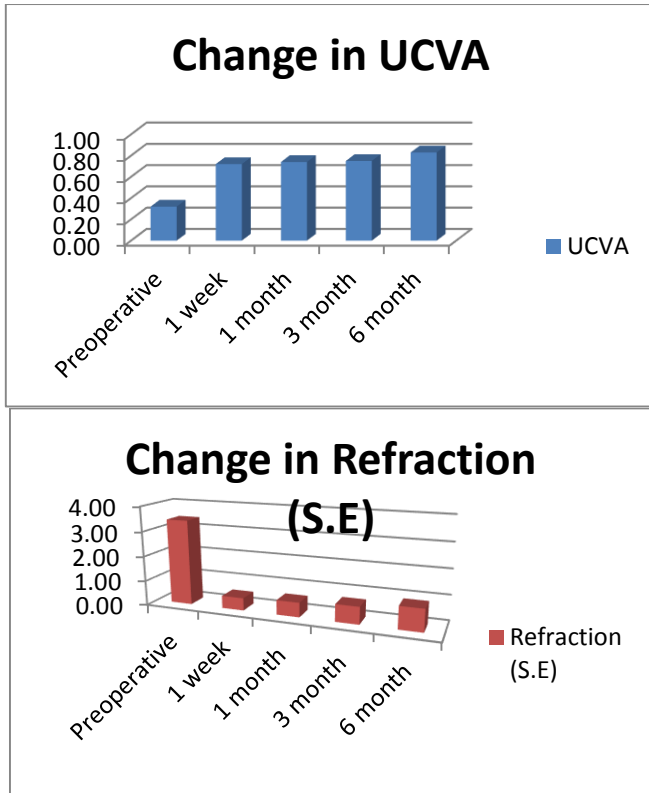 Change in UCVA
1.00
0.80
0.60
0.40
0.20
0.00
Preoperative
1 week
1 month
3 month
6 month
UCVA
Change in Refraction
(S.E)
4.00
3.00
2.00
1.00
0.00
Preoperative
1 week
1 month
3 month
6 month
Refraction
(S.E)